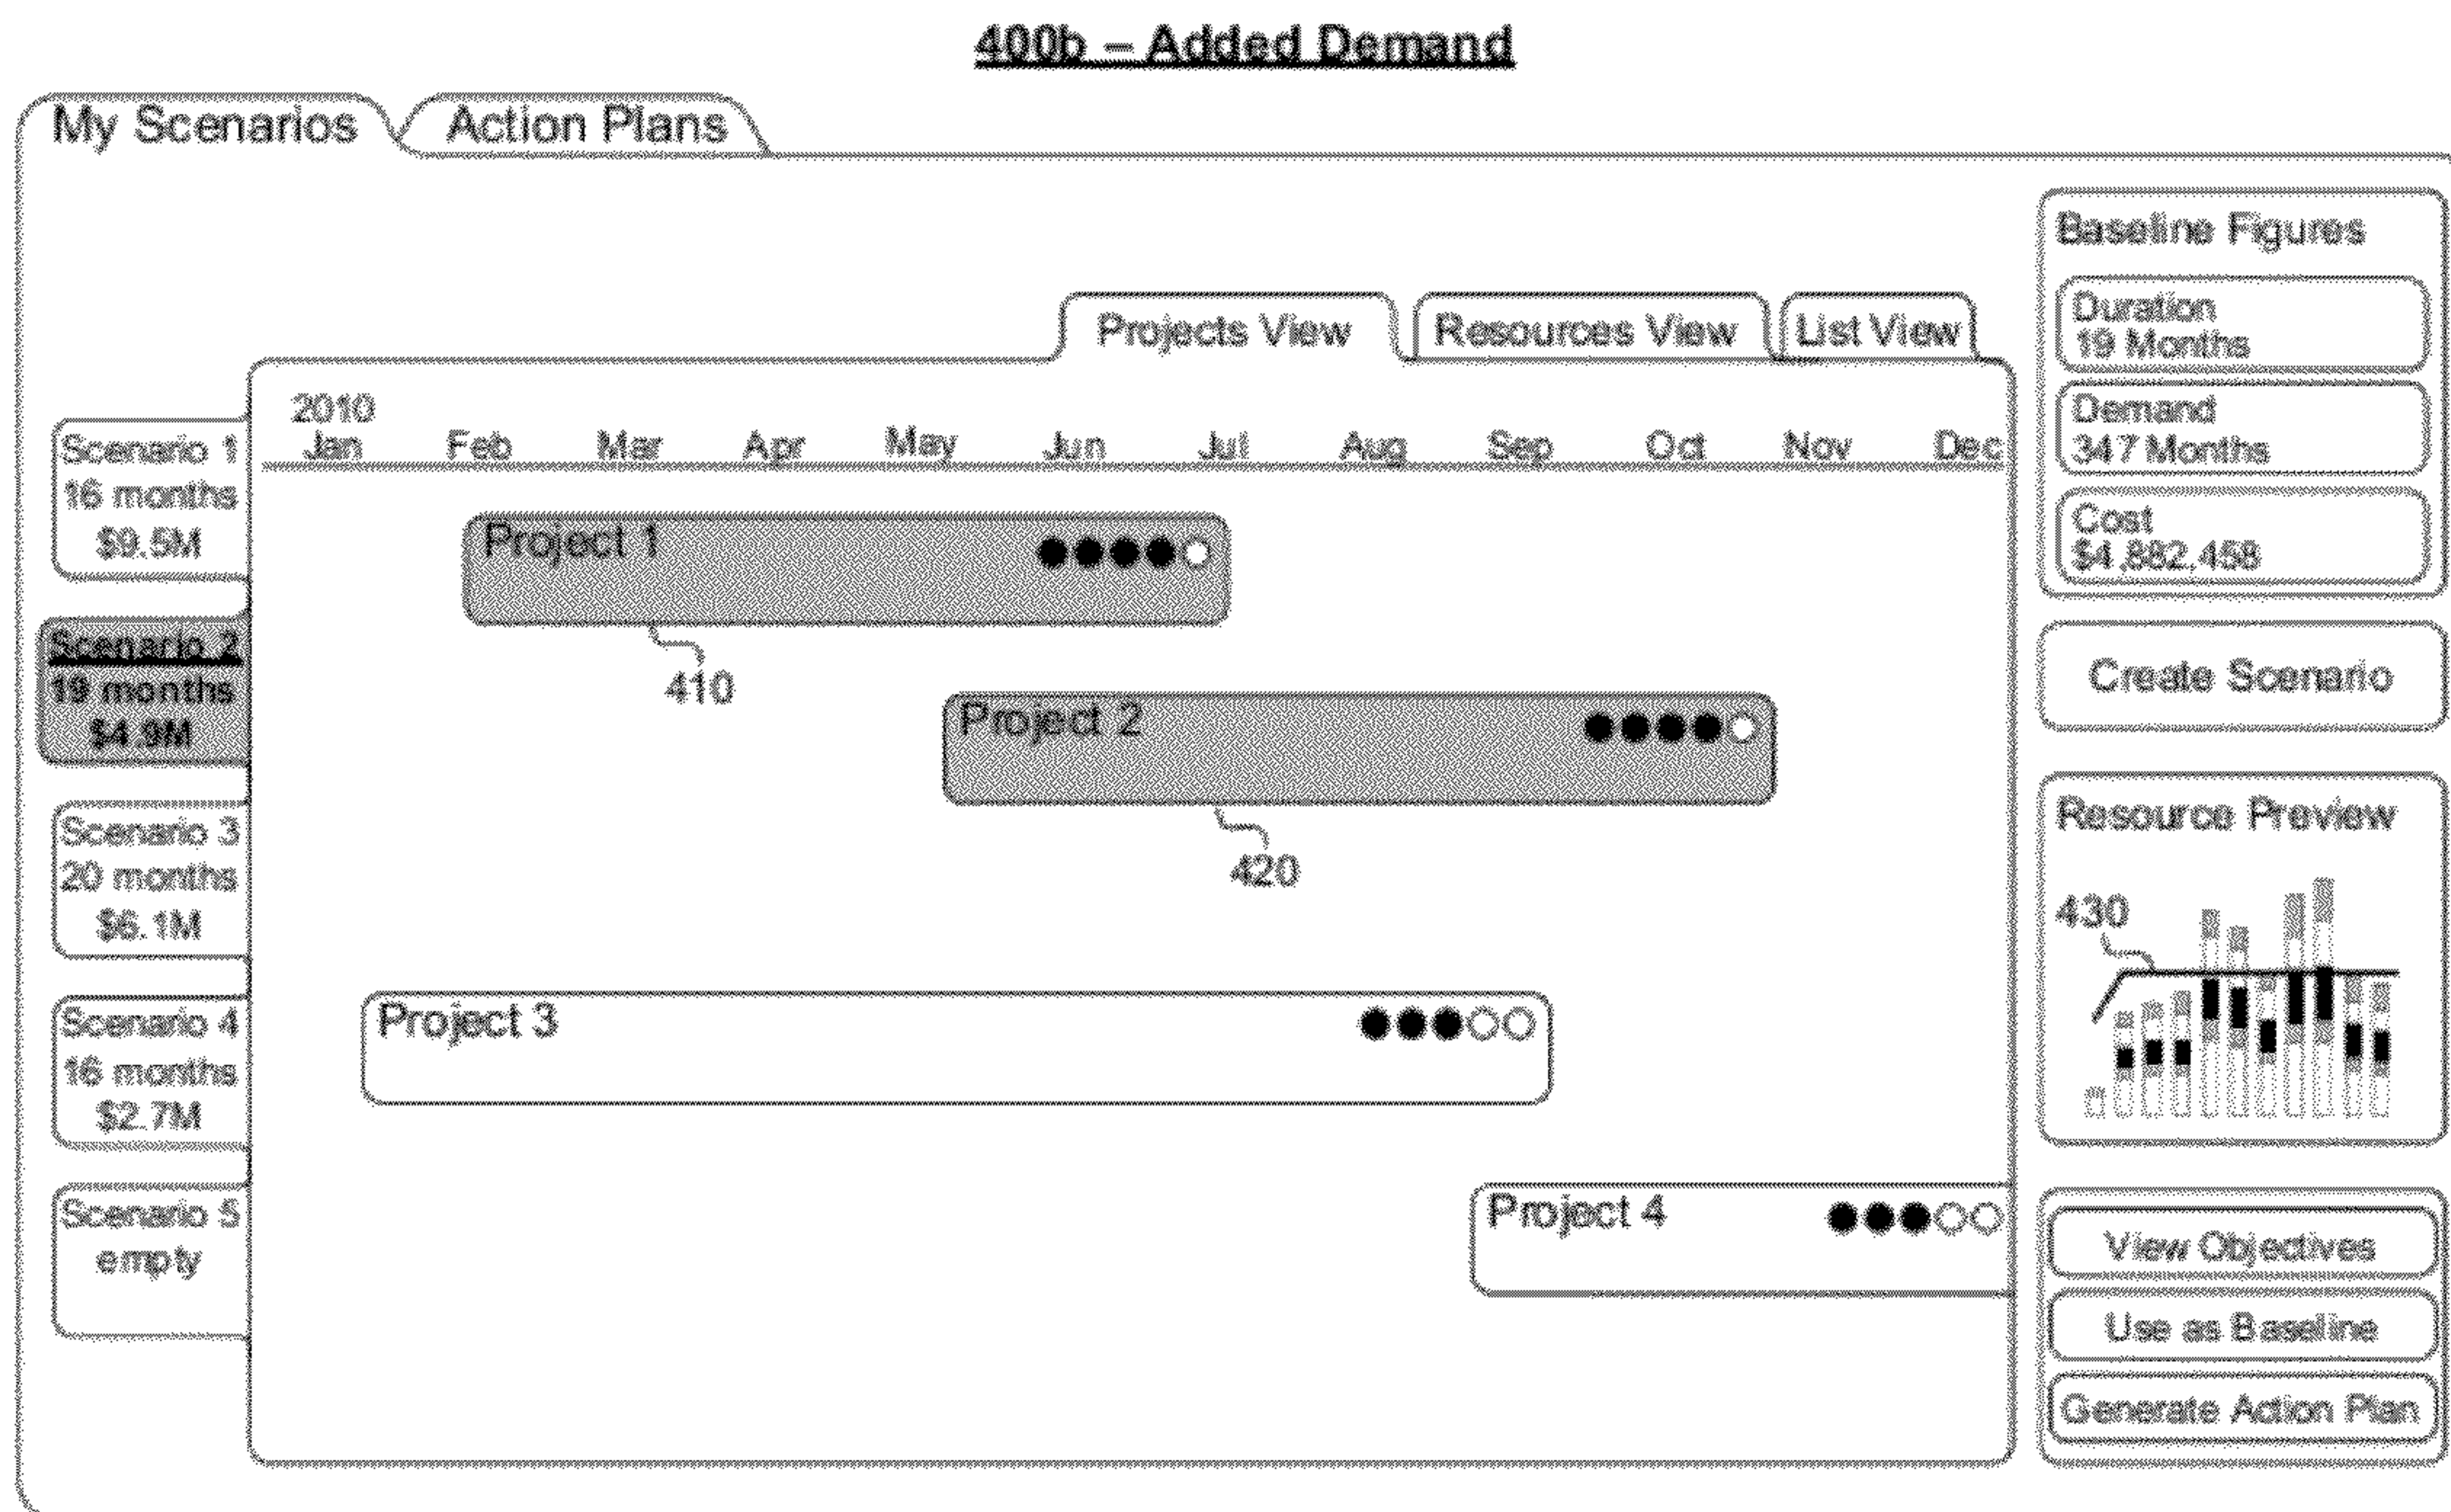 400b – Added Demand
My Scenarios
Action Plans
Projects View
Resources View
List View
2010
Jan Feb Mar Apr May Jun Jul Aug Sep Oct Nov Dec
Scenario 1
16 months
$9.5M
Scenario 2
19 months
$4.9M
Scenario 3
20 months
$6.1M
Scenario 4
16 months
$2.7M
Scenario 5
empty
Project 1
410
Project 2
420
Project 3
Project 4
Baseline Figures
Duration
19 Months
Demand
347 Months
Cost
$4,882,458
Create Scenario
Resource Preview
430
View Objectives
Use as Baseline
Generate Action Plan